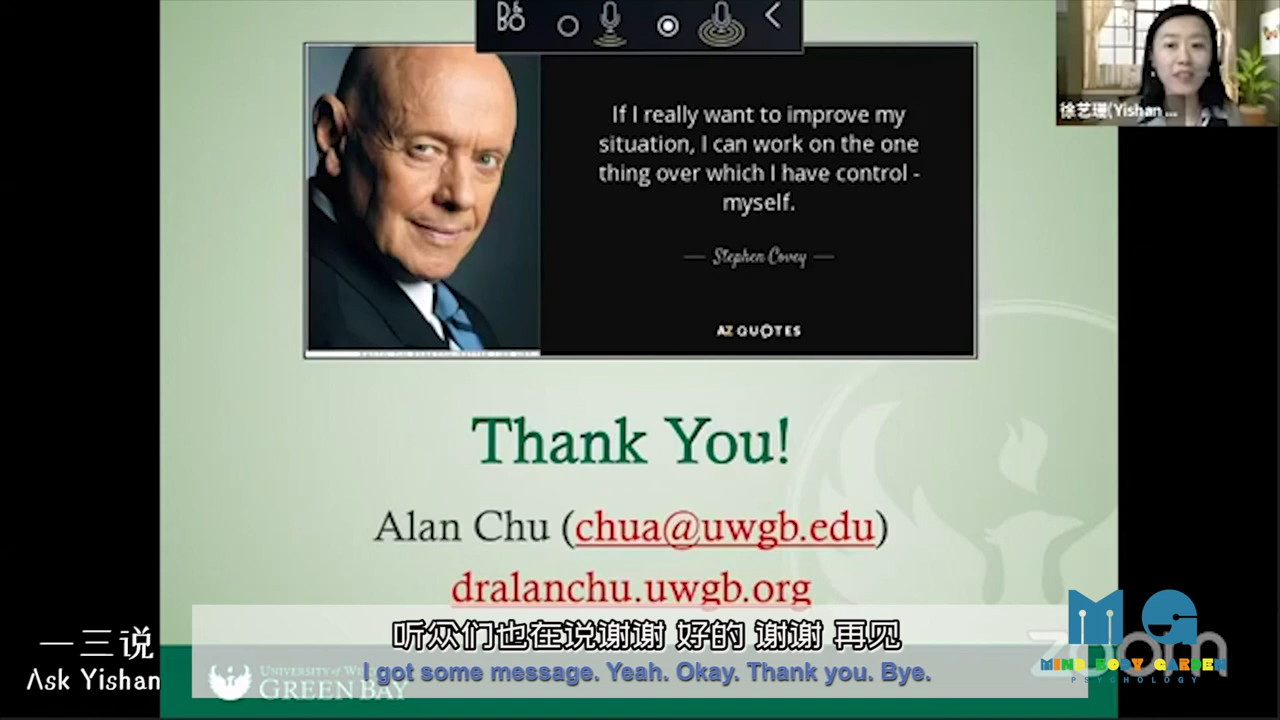 徐艺珊(Yishan ...
If I really want to improve my
situation, I can work on the one
thing over which I have control -
myself.
Stephen Covey
AZ QUOTES
Thank You!
Alan Chu (chua@uwgb.edu)
dralanchu.uwgb.org
听众们也在说谢谢 好的 谢谢 再见
I got some message. Yeah. Okay. Thank you. Bye.
一三说
Ask Yishan
GREEN BAY
MG
zoom
MIND BODY GARDEN
PSYCHOLOGY